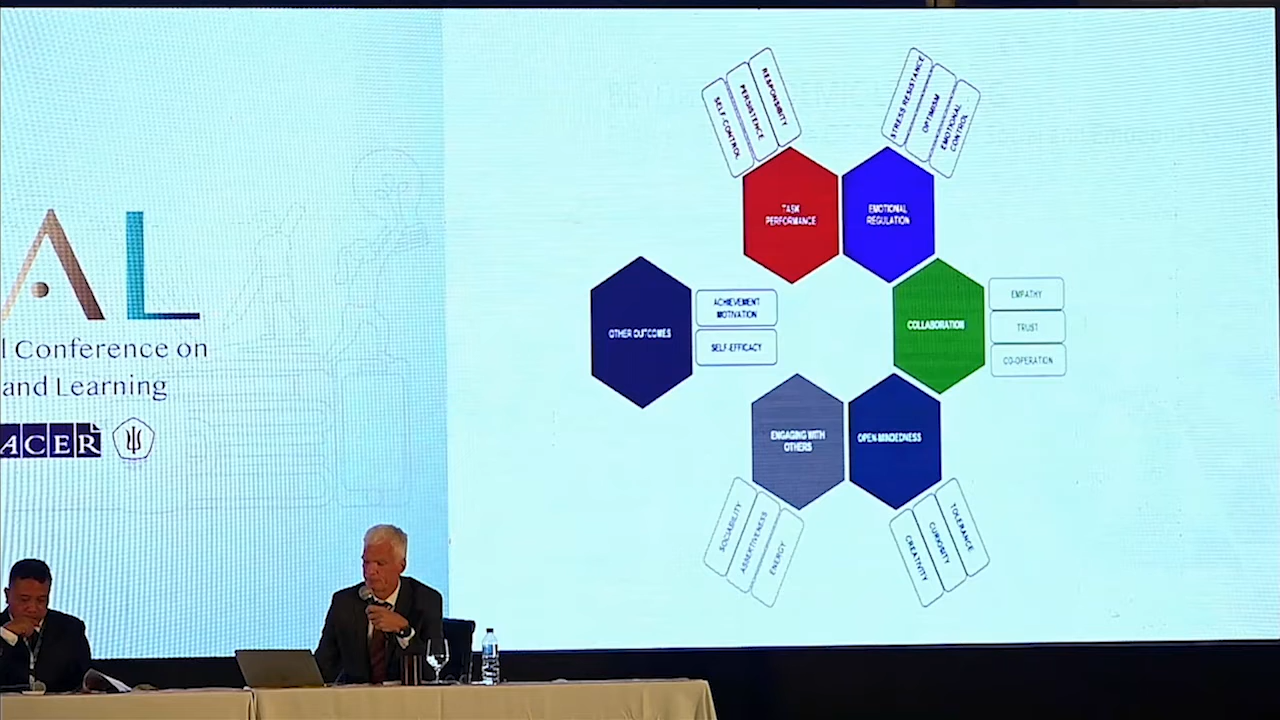 AL
l Conference on
and Learning
ACER
RESPONSIBITY
PERSISTENCE
SELF-CONTROL
STRESS RESISTANCE
OPTIMISM
EMOTIONAL
CONTROL
TASK
PERFORMANCE
EMOTIONAL
REGULATION
OTHER OUTCOMES
ACHIEVEMENT
MOTIVATION
SELF-EFFICACY
COLLABORATION
EMPATHY
TRUST
CO-OPERATION
ENGAGING WITH
OTHERS
OPEN-MINDEDNESS
SOCIABILITY
ASSERTIVENESS
ENERGY
TOLERANCE
CURIOSITY
CREATIVITY